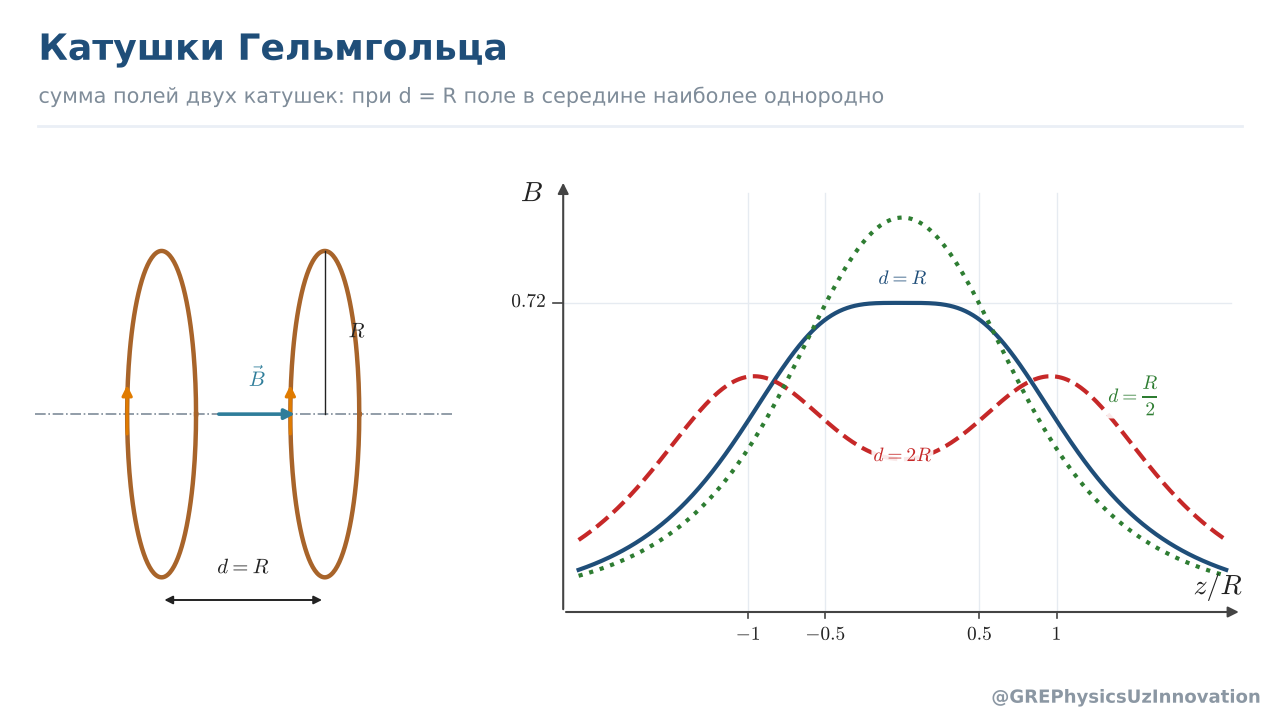 Катушки Гельмгольца
сумма полей двух катушек: при d = R поле в середине наиболее однородно
B
0.72
d = R
R
B⃗
d = R/2
d = 2R
d = R
z/R
−1
−0.5
0.5
1
@GREPhysicsUzInnovation